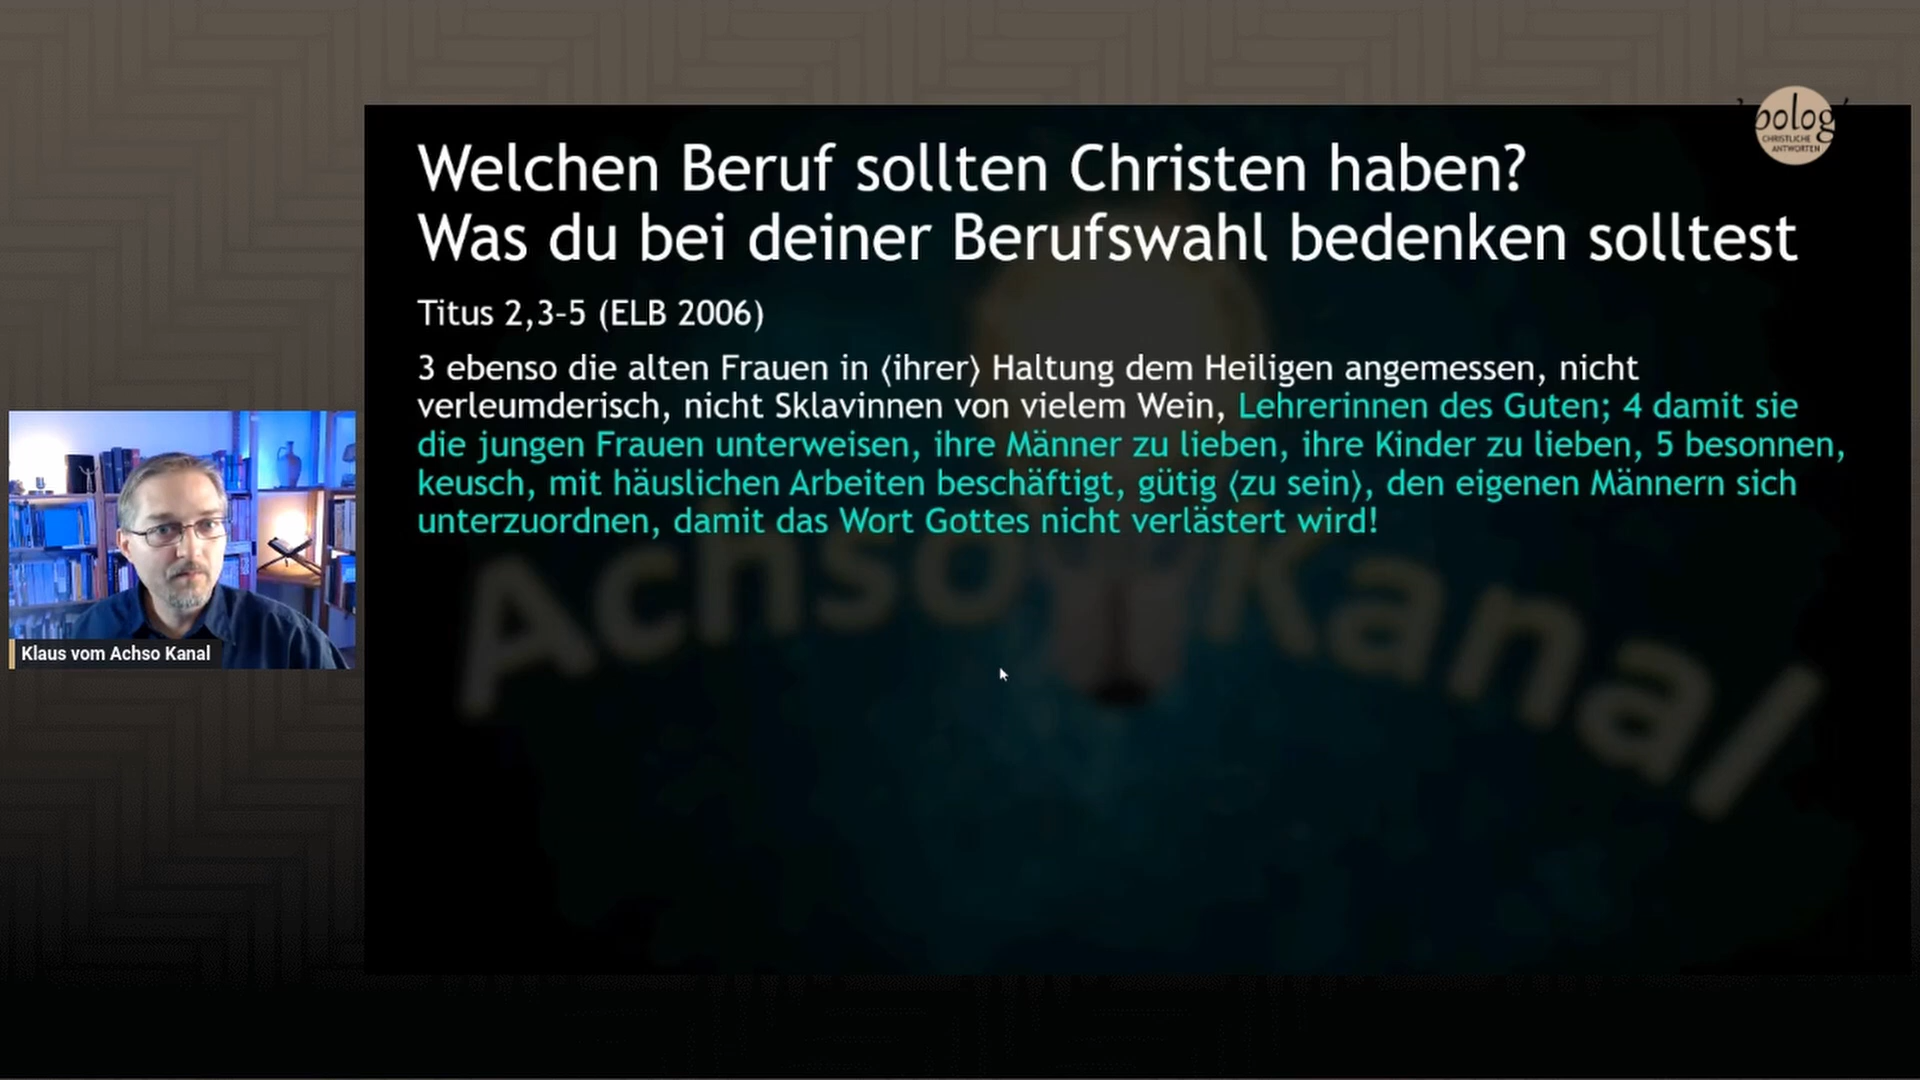 polog
CHRISTLICHE
ANTWORTEN
Welchen Beruf sollten Christen haben?
Was du bei deiner Berufswahl bedenken solltest
Titus 2,3-5 (ELB 2006)
3 ebenso die alten Frauen in ⟨ihrer⟩ Haltung dem Heiligen angemessen, nicht
verleumderisch, nicht Sklavinnen von vielem Wein, Lehrerinnen des Guten; 4 damit sie
die jungen Frauen unterweisen, ihre Männer zu lieben, ihre Kinder zu lieben, 5 besonnen,
keusch, mit häuslichen Arbeiten beschäftigt, gütig ⟨zu sein⟩, den eigenen Männern sich
unterzuordnen, damit das Wort Gottes nicht verlästert wird!
Achso Kanal
Klaus vom Achso Kanal